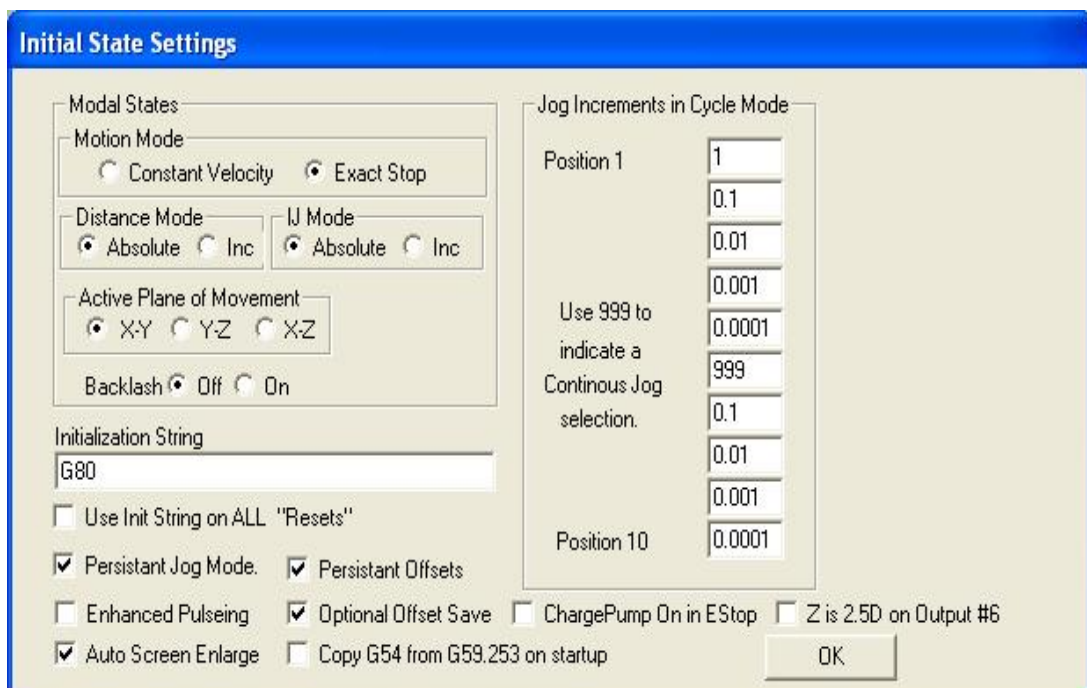 Initial State Settings
Modal States
Motion Mode
Constant Velocity Exact Stop
Distance Mode
Absolute Inc
IJ Mode
Absolute Inc
Active Plane of Movement
X-Y Y-Z X-Z
Backlash Off On
Initialization String
G80
Use Init String on ALL "Resets"
Persistant Jog Mode. Persistant Offsets
Enhanced Pulseing Optional Offset Save ChargePump On in EStop Z is 2.5D on Output #6
Auto Screen Enlarge Copy G54 from G59.253 on startup
Jog Increments in Cycle Mode
Position 1 1
0.1
0.01
0.001
Use 999 to
0.0001
indicate a
999
Continous Jog
0.1
selection.
0.01
0.001
Position 10 0.0001
OK